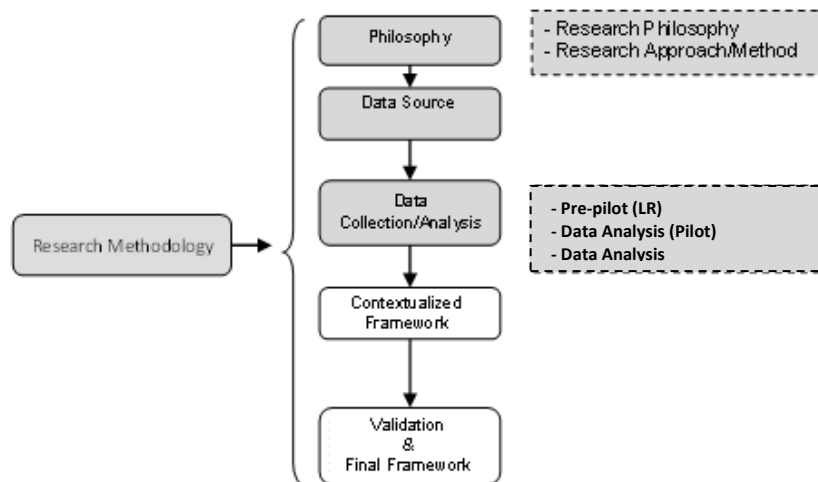 Philosophy
- Research Philosophy
- Research Approach/Method
Data Source
Data
Collection/Analysis
- Pre-pilot (LR)
- Data Analysis (Pilot)
- Data Analysis
Research Methodology
Contextualized
Framework
Validation
&
Final Framework